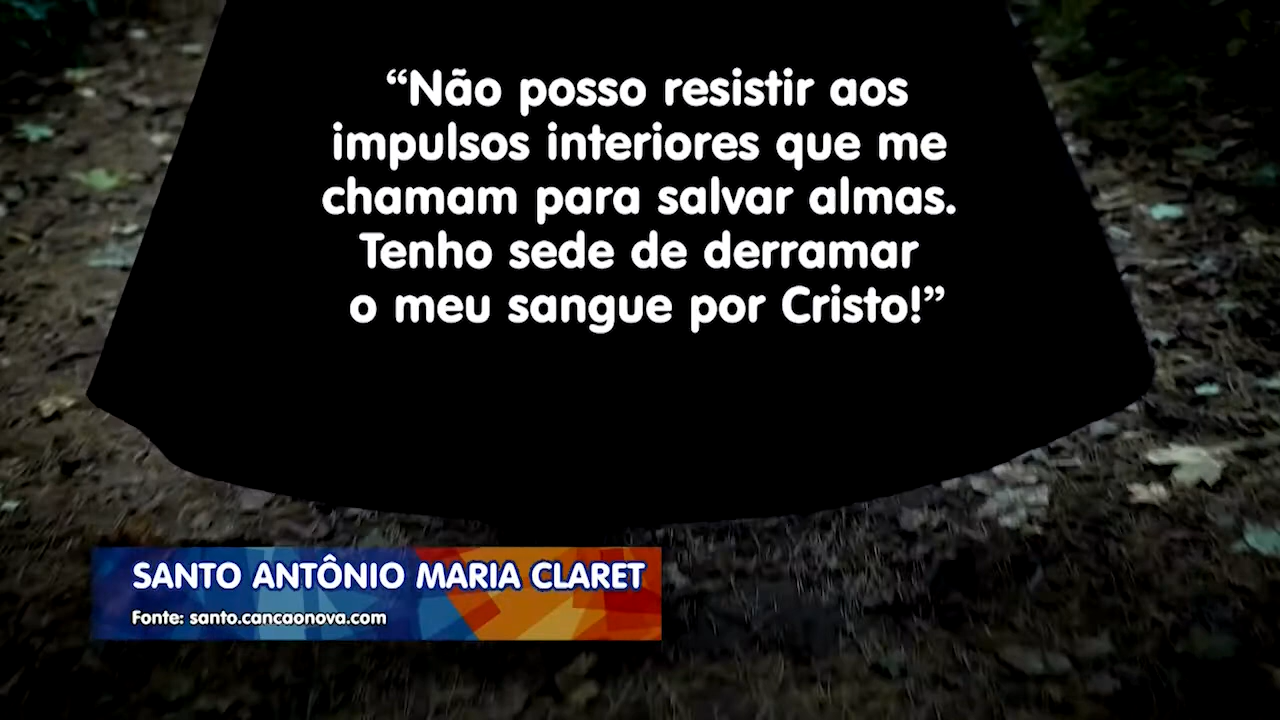 “Não posso resistir aos
impulsos interiores que me
chamam para salvar almas.
Tenho sede de derramar
o meu sangue por Cristo!”
SANTO ANTÔNIO MARIA CLARET
Fonte: santo.cancaonova.com